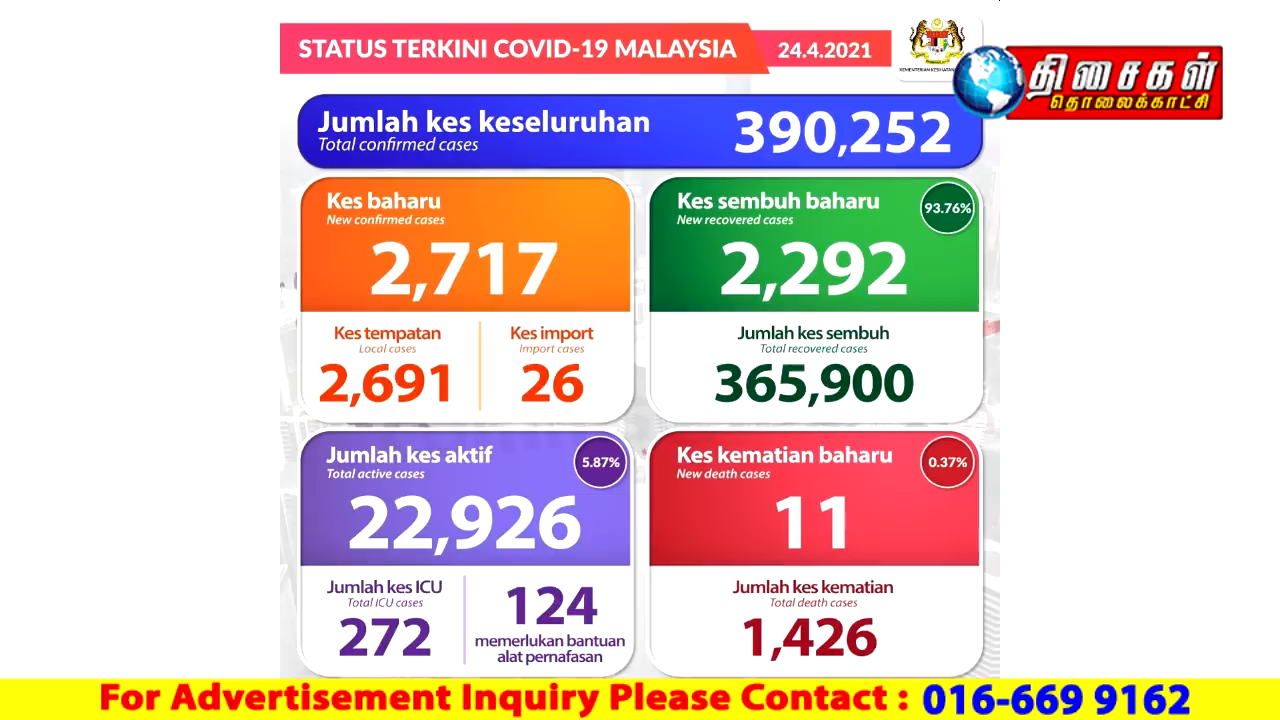 STATUS TERKINI COVID-19 MALAYSIA
24.4.2021
KEMENTERIAN KESIHATAN
திசைகள்
தொலைக்காட்சி
Jumlah kes keseluruhan
Total confirmed cases
390,252
Kes baharu
New confirmed cases
2,717
Kes tempatan
Local cases
2,691
Kes import
Import cases
26
Kes sembuh baharu
New recovered cases
93.76%
2,292
Jumlah kes sembuh
Total recovered cases
365,900
Jumlah kes aktif
Total active cases
5.87%
22,926
Jumlah kes ICU
Total ICU cases
272
124
memerlukan bantuan
alat pernafasan
Kes kematian baharu
New death cases
0.37%
11
Jumlah kes kematian
Total death cases
1,426
For Advertisement Inquiry Please Contact : 016-669 9162